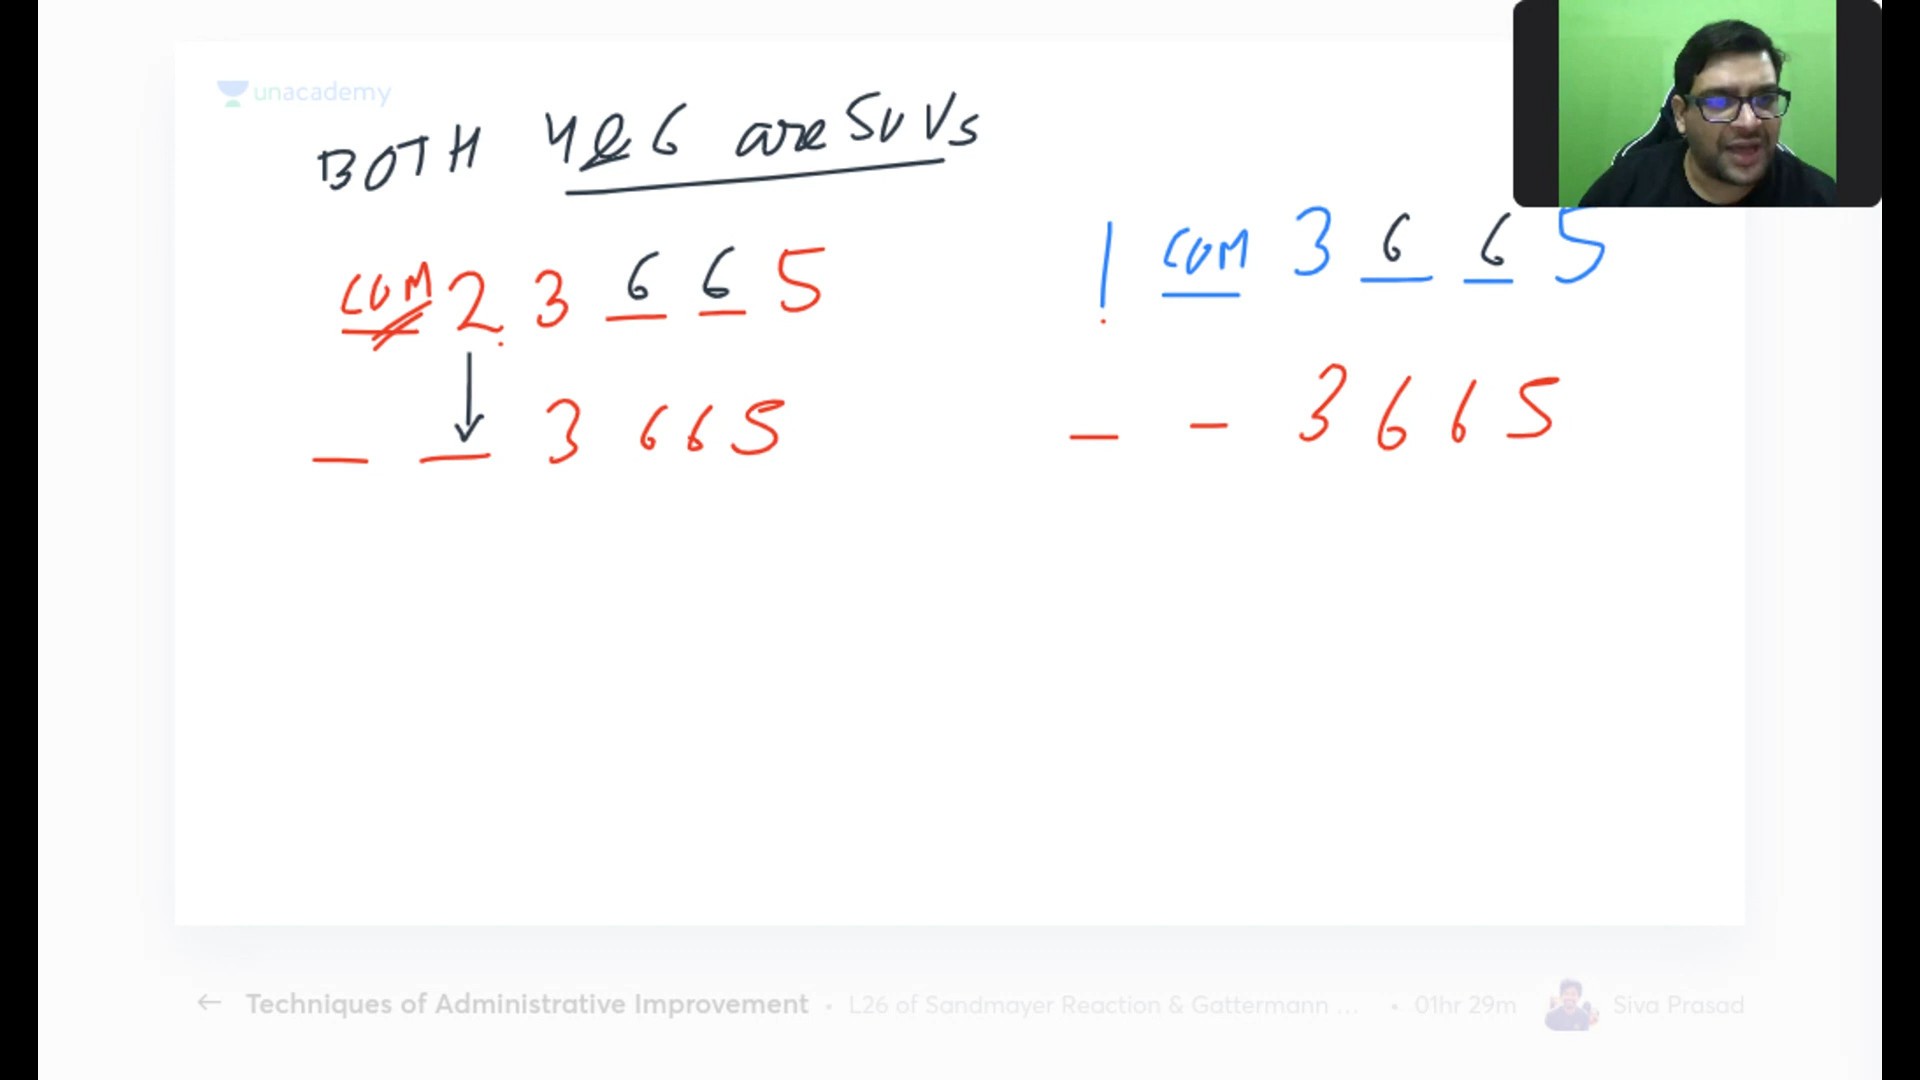 unacademy
BOTH 4 & 6 are SUVs
COM 2 3 6 6 5
1 COM 3 6 6 5
_ _ 3 6 6 5
_ _ 3 6 6 5
← Techniques of Administrative Improvement • L26 of Sandmayer Reaction & Gattermann ... • 01hr 29m Siva Prasad